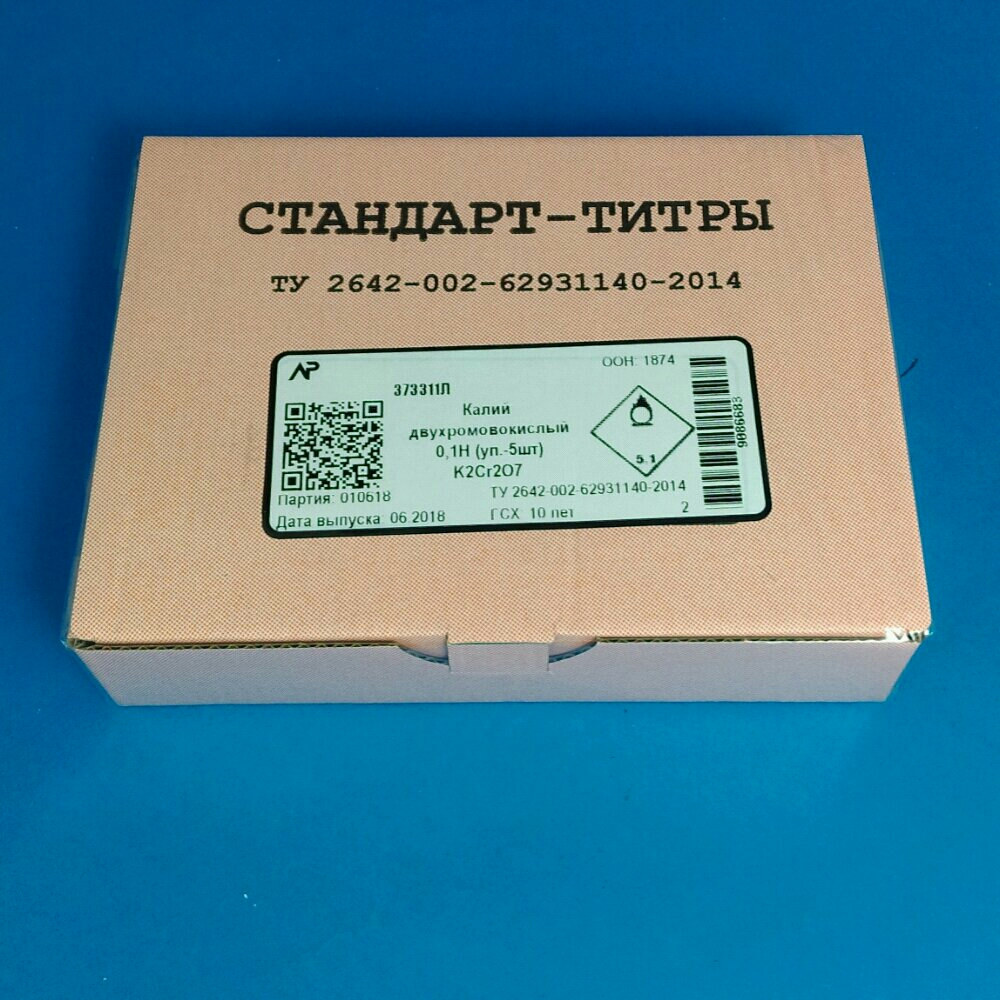 СТАНДАРТ-ТИТРЫ
ТУ 2642-002-62931140-2014
ООН: 1874
373311Л
Калий
двухромовокислый
0,1Н (уп.-5шт)
K2Cr2O7
5.1
9086683
Партия: 010618
ТУ 2642-002-62931140-2014
Дата выпуска: 06.2018
ГСХ: 10 лет
2